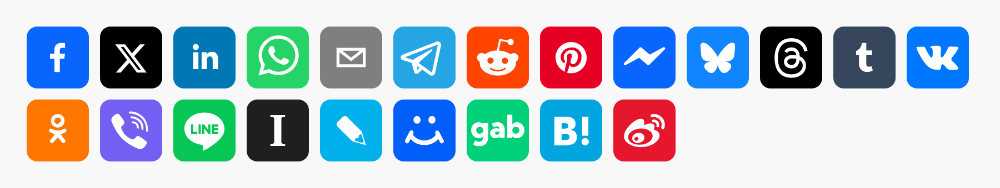 f X in t
LINE I gab B!